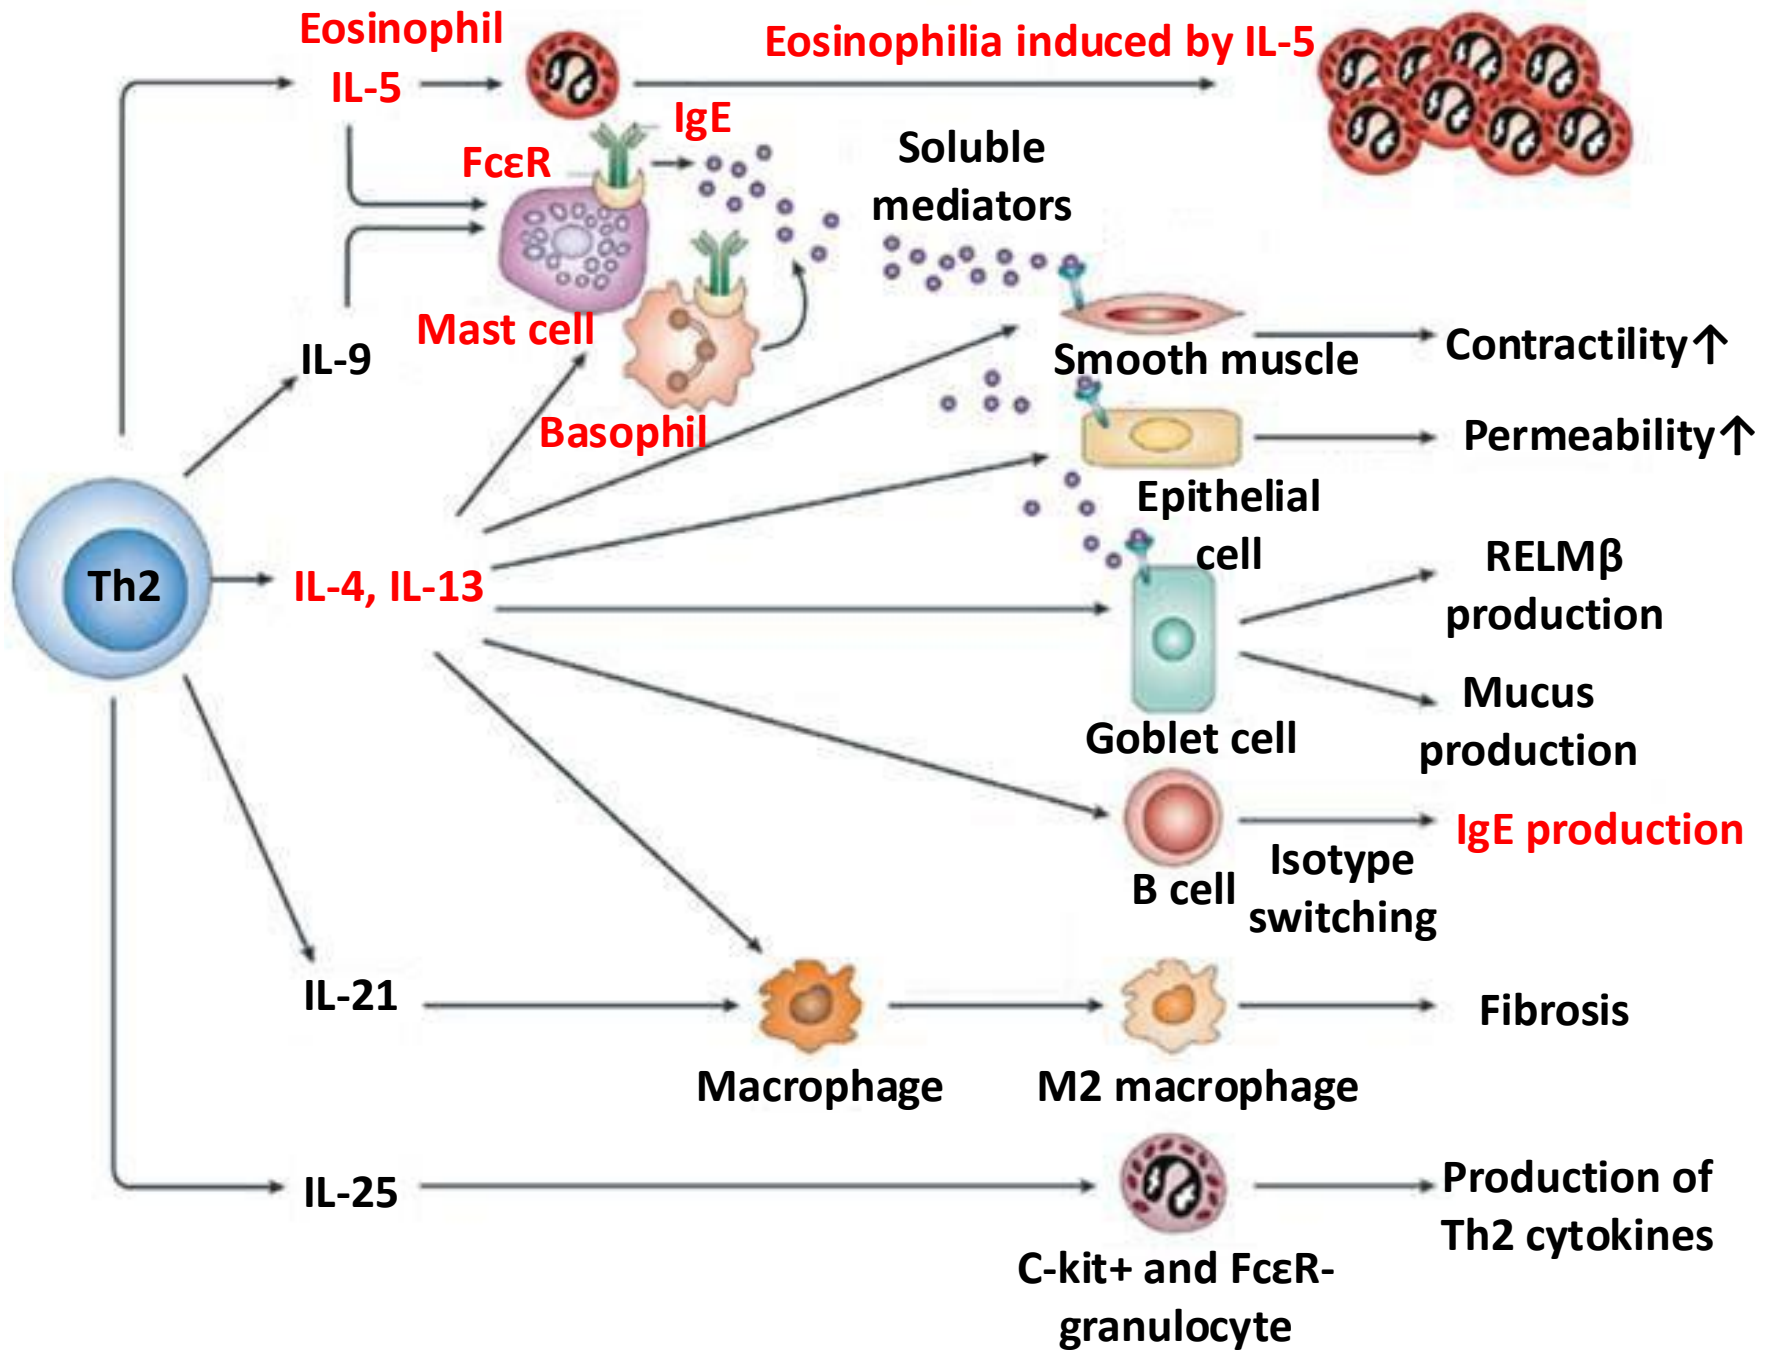 Eosinophil
IL-5
Eosinophilia induced by IL-5
IgE
FcεR
Soluble
mediators
Mast cell
IL-9
Basophil
Smooth muscle
Contractility↑
Permeability↑
Epithelial
cell
Th2
IL-4, IL-13
RELMβ
production
Mucus
production
Goblet cell
B cell
Isotype
switching
IgE production
IL-21
Macrophage
M2 macrophage
Fibrosis
IL-25
C-kit+ and FcεR-
granulocyte
Production of
Th2 cytokines